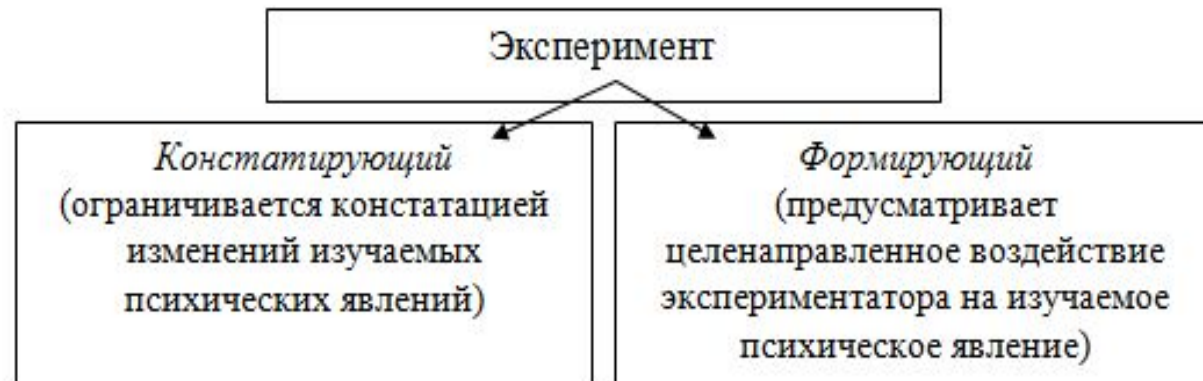 Эксперимент
Констатирующий
(ограничивается констатацией
изменений изучаемых
психических явлений)
Формирующий
(предусматривает
целенаправленное воздействие
экспериментатора на изучаемое
психическое явление)